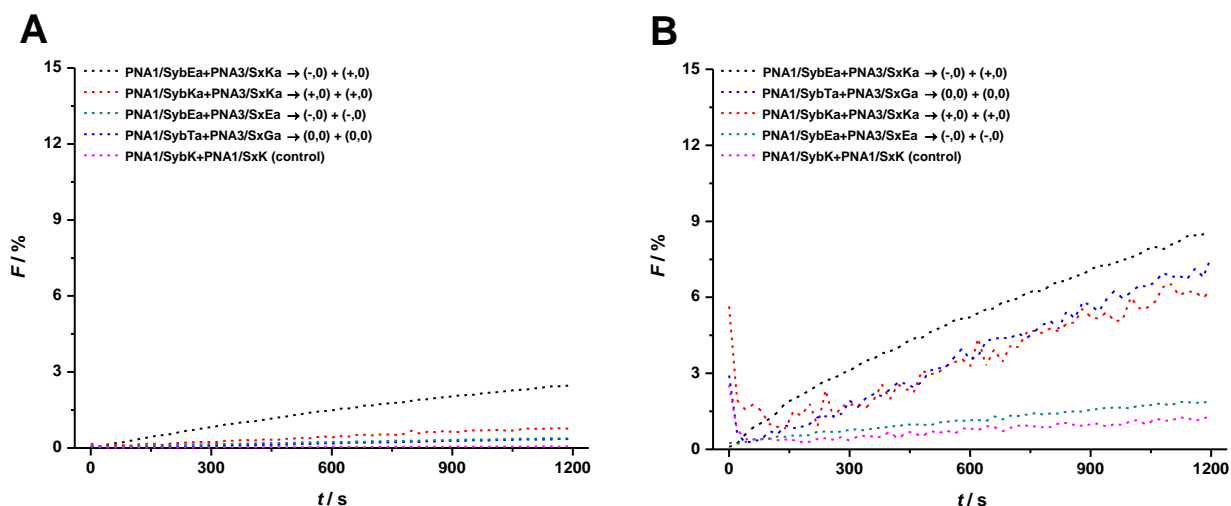 A
PNA1/SybEa+PNA3/SxKa → (-,0) + (+,0)
PNA1/SybKa+PNA3/SxKa → (+,0) + (+,0)
PNA1/SybEa+PNA3/SxEa → (-,0) + (-,0)
PNA1/SybTa+PNA3/SxGa → (0,0) + (0,0)
PNA1/SybK+PNA1/SxK (control)
15
12
9
6
3
0
F / %
0 300 600 900 1200
t / s
B
PNA1/SybEa+PNA3/SxKa → (-,0) + (+,0)
PNA1/SybTa+PNA3/SxGa → (0,0) + (0,0)
PNA1/SybKa+PNA3/SxKa → (+,0) + (+,0)
PNA1/SybEa+PNA3/SxEa → (-,0) + (-,0)
PNA1/SybK+PNA1/SxK (control)
15
12
9
6
3
0
F / %
0 300 600 900 1200
t / s